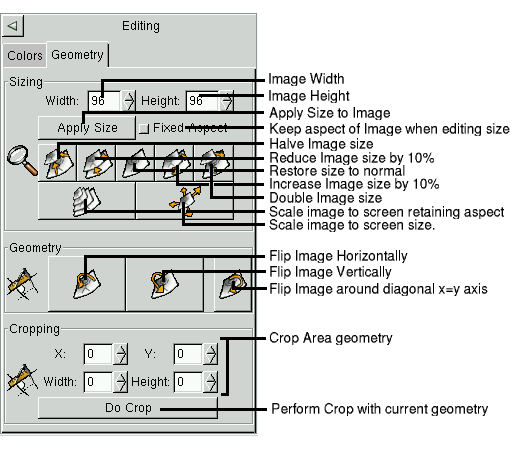 Editing
Colors Geometry
Sizing
Width: 96 Height: 96
Apply Size Fixed Aspect
Geometry
Cropping
X: 0 Y: 0
Width: 0 Height: 0
Do Crop
Image Width
Image Height
Apply Size to Image
Keep aspect of Image when editing size
Halve Image size
Reduce Image size by 10%
Restore size to normal
Increase Image size by 10%
Double Image size
Scale image to screen retaining aspect
Scale image to screen size.
Flip Image Horizontally
Flip Image Vertically
Flip Image around diagonal x=y axis
Crop Area geometry
Perform Crop with current geometry